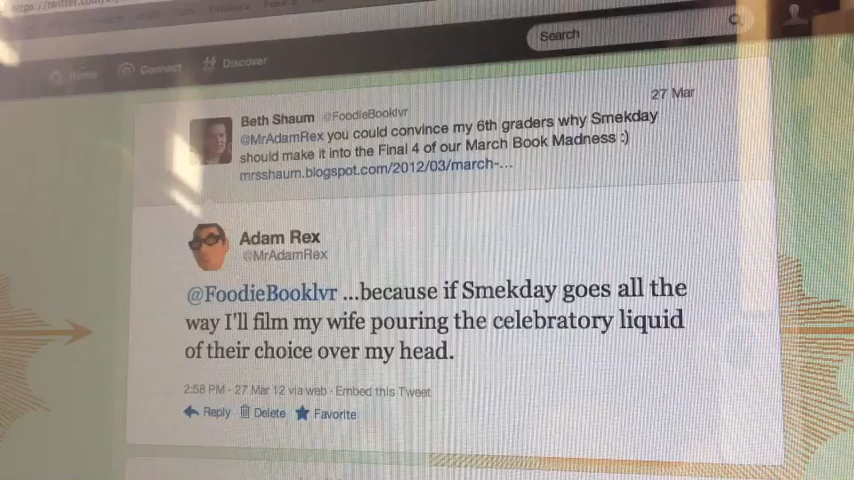 Home Connect # Discover
Search
27 Mar
Beth Shaum @FoodieBooklvr
@MrAdamRex you could convince my 6th graders why Smekday
should make it into the Final 4 of our March Book Madness :)
mrsshaum.blogspot.com/2012/03/march-...
Adam Rex
@MrAdamRex
@FoodieBooklvr ...because if Smekday goes all the
way I'll film my wife pouring the celebratory liquid
of their choice over my head.
2:58 PM - 27 Mar 12 via web · Embed this Tweet
Reply Delete Favorite